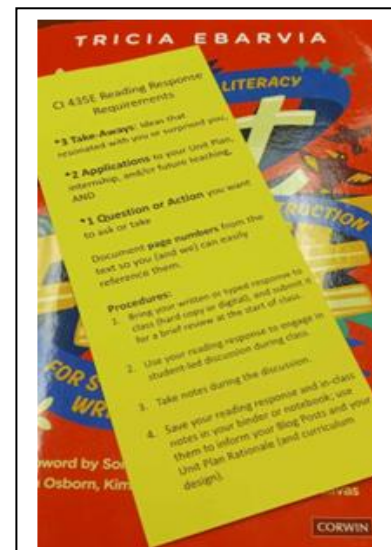 TRICIA EBARVIA
LITERACY
CI 435E Reading Response
Requirements
*3 Take-Aways: Ideas that
resonated with you or surprised you,
*2 Applications to your Unit Plan,
internship, and/or future teaching,
AND
*1 Question or Action you want
to ask or take
Document page numbers from the
text so you (and we) can easily
reference them.
Procedures:
1. Bring your written or typed response to
class (hard copy or digital), and submit it
for a brief review at the start of class.
2. Use your reading response to engage in
student-led discussion during class.
3. Take notes during the discussion.
4. Save your reading response and in-class
notes in your binder or notebook; use
them to inform your Blog Posts and your
Unit Plan Rationale (and curriculum
design).
FOR
Osborn, Kim
CORWIN